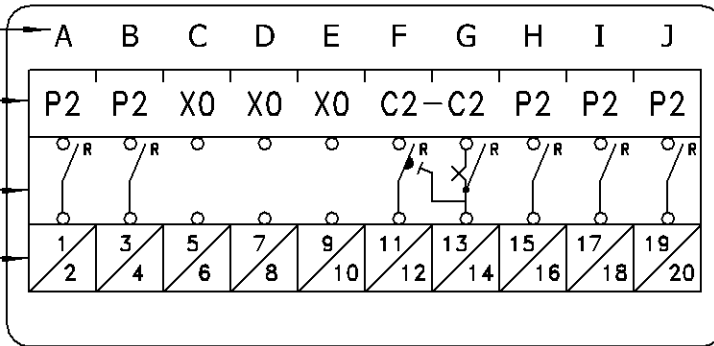 A B C D E F G H I J
P2 P2 X0 X0 X0 C2-C2 P2 P2 P2
R R R R R R R
1 3 5 7 9 11 13 15 17 19
2 4 6 8 10 12 14 16 18 20